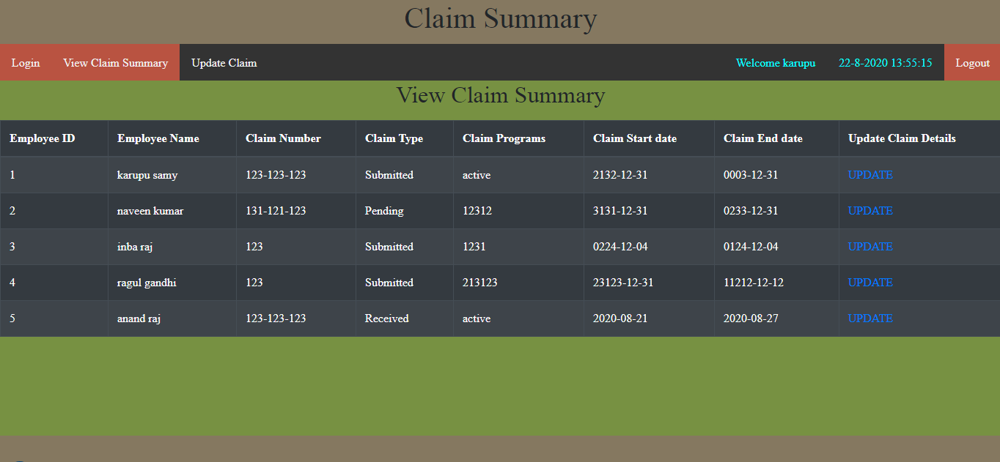 Claim Summary
Login View Claim Summary Update Claim Welcome karupu 22-8-2020 13:55:15 Logout
View Claim Summary
Employee ID Employee Name Claim Number Claim Type Claim Programs Claim Start date Claim End date Update Claim Details
1 karupu samy 123-123-123 Submitted active 2132-12-31 0003-12-31 UPDATE
2 naveen kumar 131-121-123 Pending 12312 3131-12-31 0233-12-31 UPDATE
3 inba raj 123 Submitted 1231 0224-12-04 0124-12-04 UPDATE
4 ragul gandhi 123 Submitted 213123 23123-12-31 11212-12-12 UPDATE
5 anand raj 123-123-123 Received active 2020-08-21 2020-08-27 UPDATE